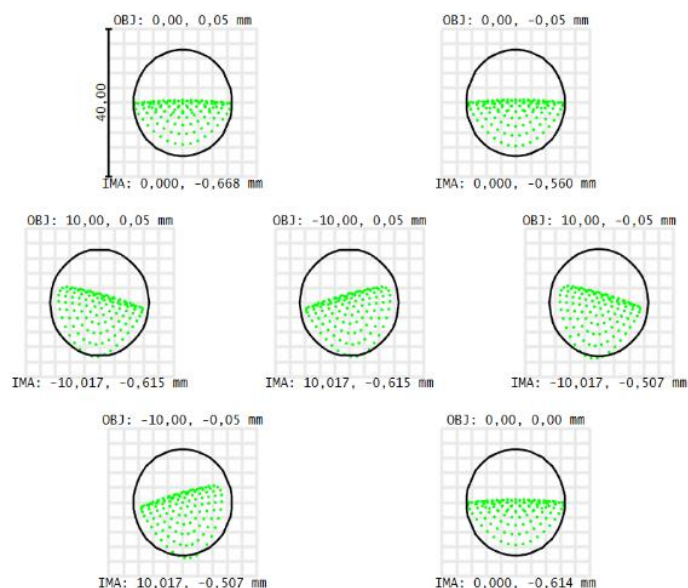 OBJ: 0,00, 0,05 mm
OBJ: 0,00, -0,05 mm
40,00
IMA: 0,000, -0,668 mm
IMA: 0,000, -0,560 mm
OBJ: 10,00, 0,05 mm
OBJ: -10,00, 0,05 mm
OBJ: 10,00, -0,05 mm
IMA: -10,017, -0,615 mm
IMA: 10,017, -0,615 mm
IMA: -10,017, -0,507 mm
OBJ: -10,00, -0,05 mm
OBJ: 0,00, 0,00 mm
IMA: 10,017, -0,507 mm
IMA: 0,000, -0,614 mm